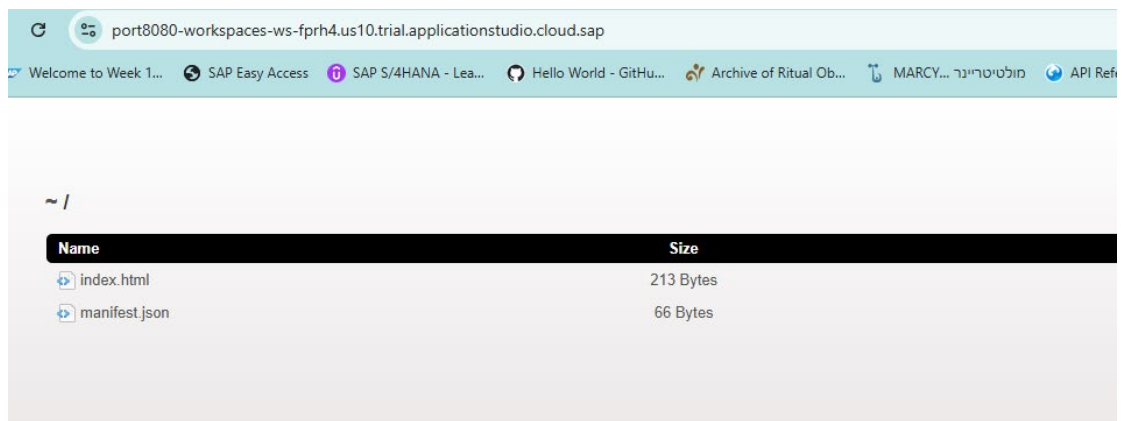 port8080-workspaces-ws-fprh4.us10.trial.applicationstudio.cloud.sap
Welcome to Week 1... SAP Easy Access SAP S/4HANA - Lea... Hello World - GitHu... Archive of Ritual Ob... MARCY... מולטיטריינר API Refe
~ /
Name Size
index.html 213 Bytes
manifest.json 66 Bytes